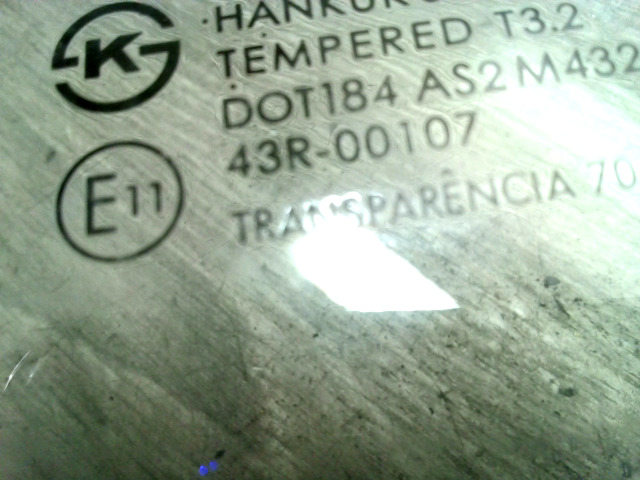 K
TEMPERED T3.2
DOT184 AS2 M432
43R-00107
E11
TRANSPARÊNCIA 70